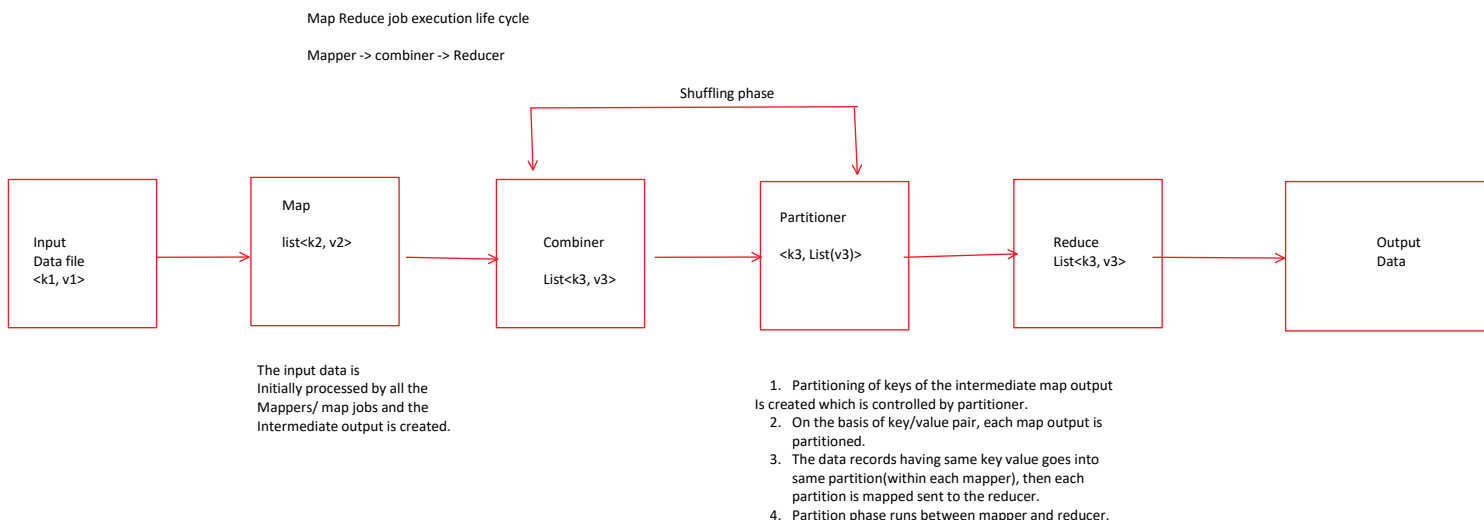 Map Reduce job execution life cycle
Mapper -> combiner -> Reducer
Shuffling phase
Input
Data file
<k1, v1>
Map
list<k2, v2>
Combiner
List<k3, v3>
Partitioner
<k3, List(v3)>
Reduce
List<k3, v3>
Output
Data
The input data is
Initially processed by all the
Mappers/ map jobs and the
Intermediate output is created.
1. Partitioning of keys of the intermediate map output
Is created which is controlled by partitioner.
2. On the basis of key/value pair, each map output is
partitioned.
3. The data records having same key value goes into
same partition(within each mapper), then each
partition is mapped sent to the reducer.
4. Partition phase runs between mapper and reducer.